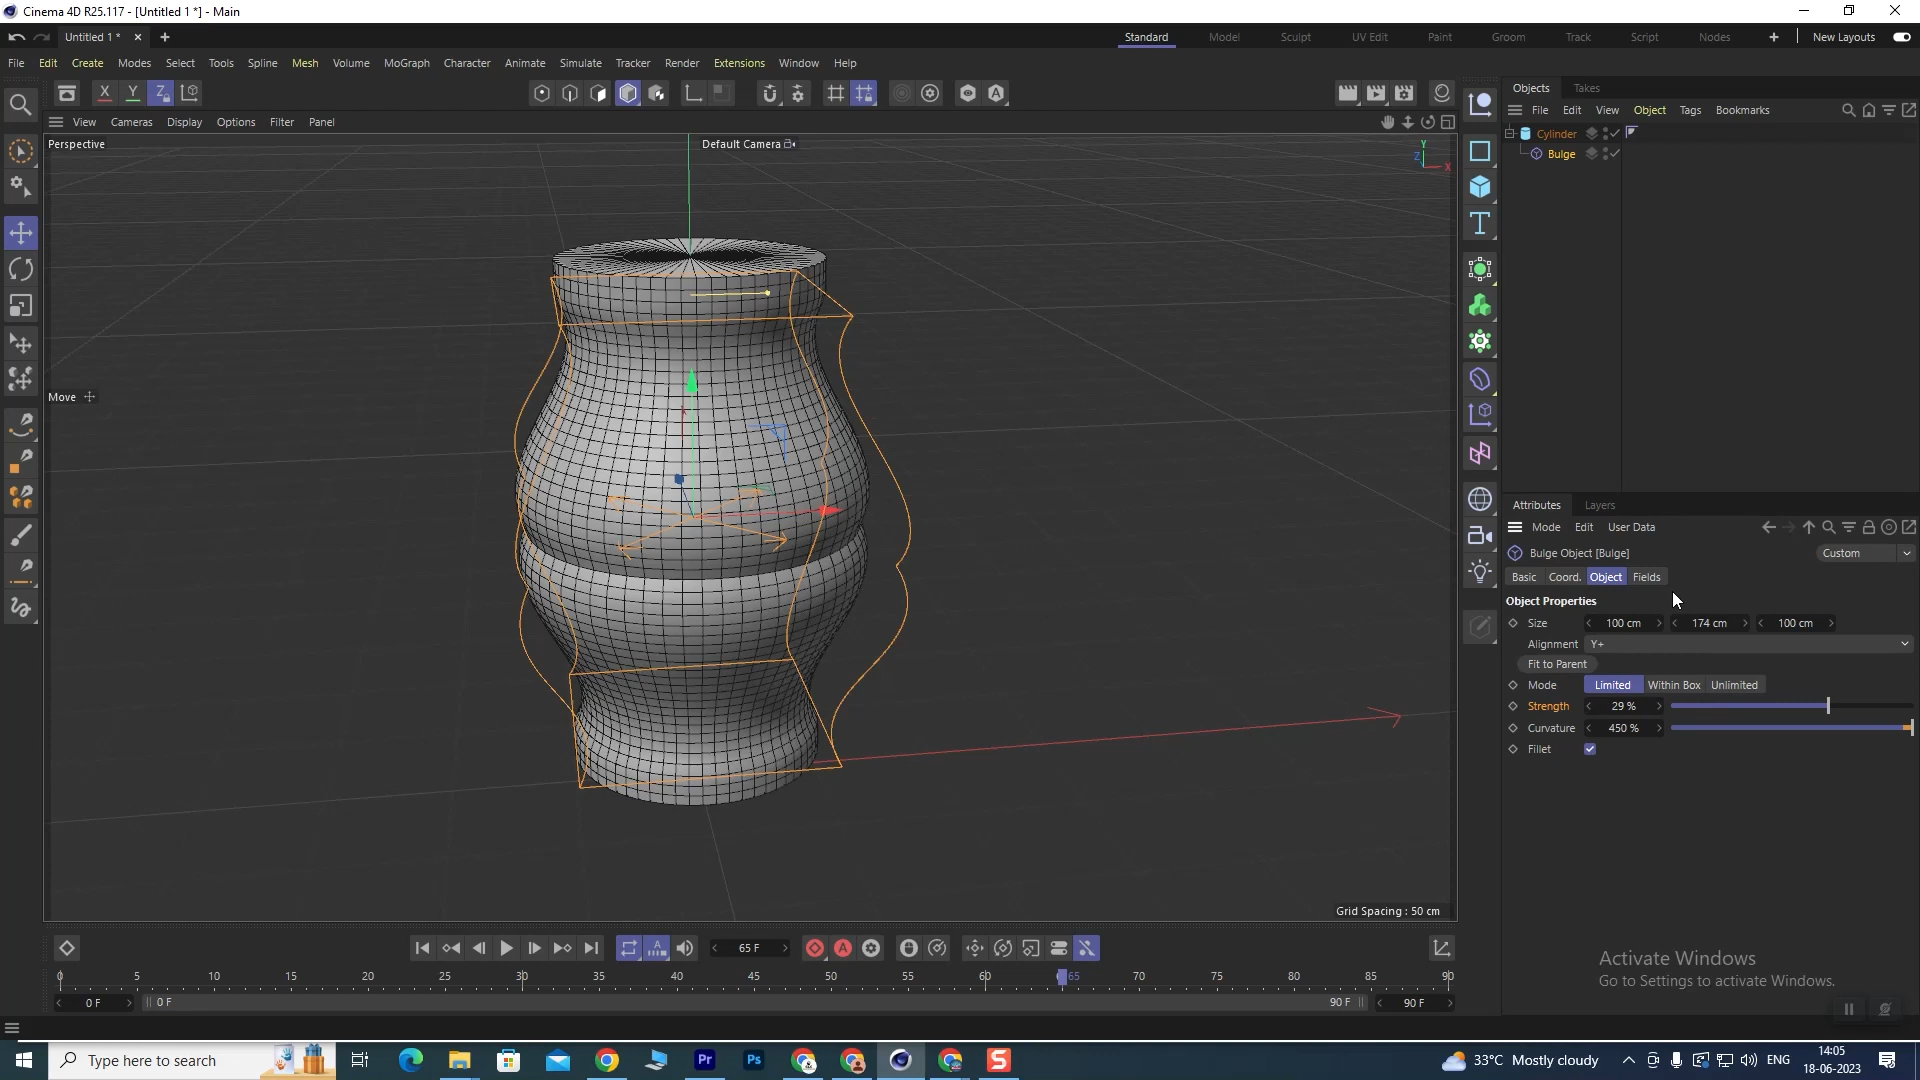 Cinema 4D R25.117 - [Untitled 1 *] - Main
Untitled 1 *
Standard Model Sculpt UV Edit Paint Groom Track Script Nodes New Layouts
File Edit Create Modes Select Tools Spline Mesh Volume MoGraph Character Animate Simulate Tracker Render Extensions Window Help
X Y Z
Objects Takes
File Edit View Object Tags Bookmarks
View Cameras Display Options Filter Panel
Perspective
Default Camera
Y
Z
X
Cylinder
Bulge
Move
Attributes Layers
Mode Edit User Data
Bulge Object [Bulge]
Custom
Basic Coord. Object Fields
Object Properties
Size 100 cm 174 cm 100 cm
Alignment Y+
Fit to Parent
Mode Limited Within Box Unlimited
Strength 29 %
Curvature 450 %
Fillet
Grid Spacing : 50 cm
65 F
0 5 10 15 20 25 30 35 40 45 50 55 60 65 70 75 80 85 90
0 F 0 F 90 F 90 F
Activate Windows
Go to Settings to activate Windows.
Type here to search
Pr Ps S
33°C Mostly cloudy
ENG
14:05
18-06-2023